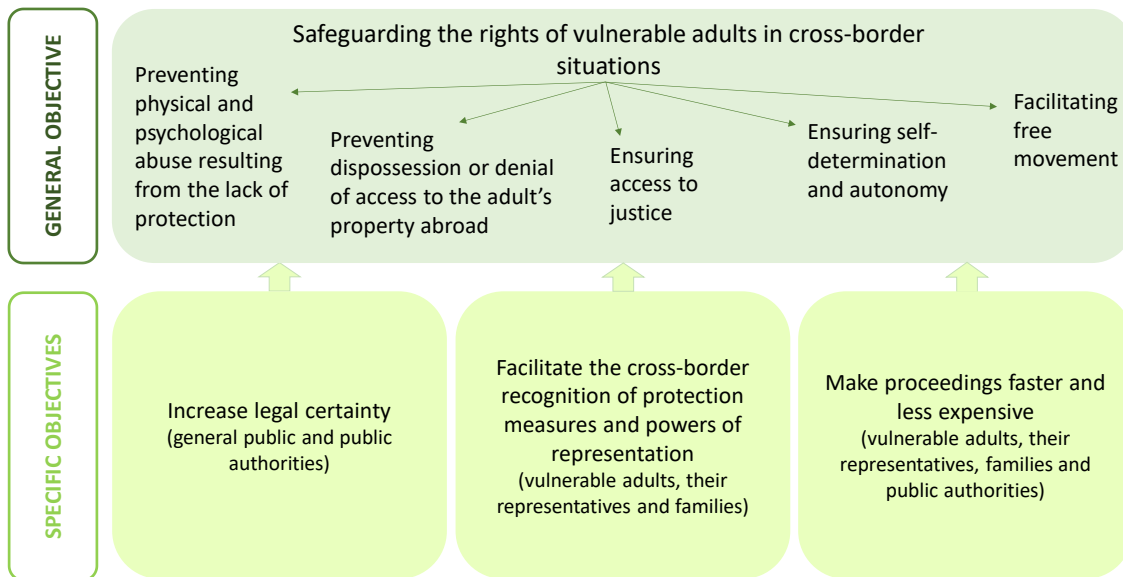 GENERAL OBJECTIVE
Safeguarding the rights of vulnerable adults in cross-border
situations
Preventing
physical and
psychological
abuse resulting
from the lack of
protection
Preventing
dispossession or denial
of access to the adult's
property abroad
Ensuring
access to
justice
Ensuring self-
determination
and autonomy
Facilitating
free
movement
SPECIFIC OBJECTIVES
Increase legal certainty
(general public and public
authorities)
Facilitate the cross-border
recognition of protection
measures and powers of
representation
(vulnerable adults, their
representatives and families)
Make proceedings faster and
less expensive
(vulnerable adults, their
representatives, families and
public authorities)